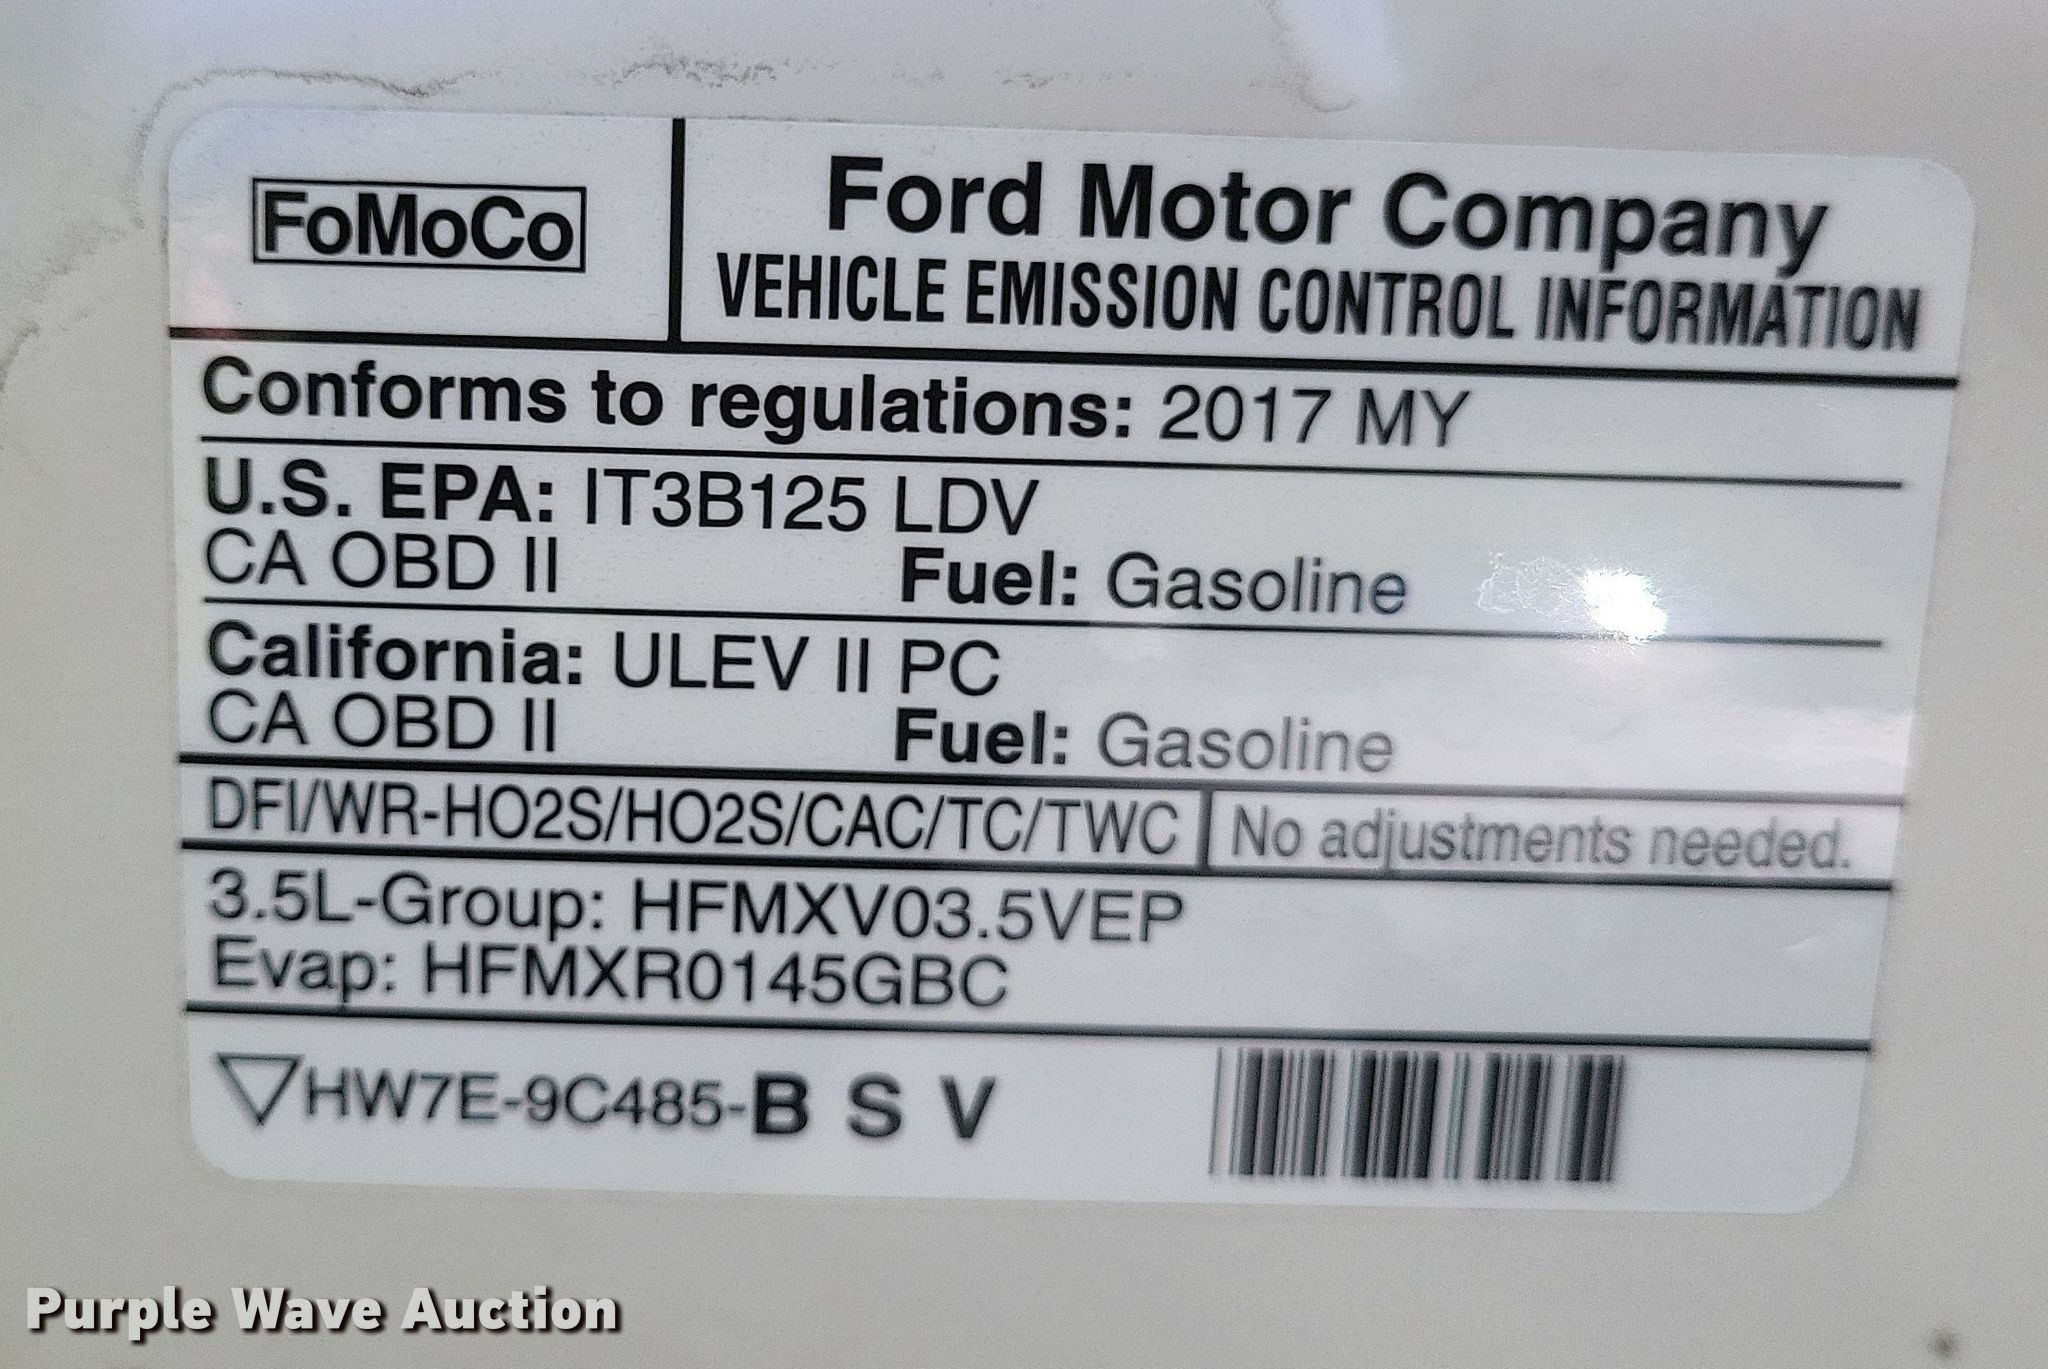 FoMoCo
Ford Motor Company
VEHICLE EMISSION CONTROL INFORMATION
Conforms to regulations: 2017 MY
U.S. EPA: IT3B125 LDV
CA OBD II Fuel: Gasoline
California: ULEV II PC
CA OBD II Fuel: Gasoline
DFI/WR-HO2S/HO2S/CAC/TC/TWC No adjustments needed.
3.5L-Group: HFMXV03.5VEP
Evap: HFMXR0145GBC
HW7E-9C485-B S V
Purple Wave Auction